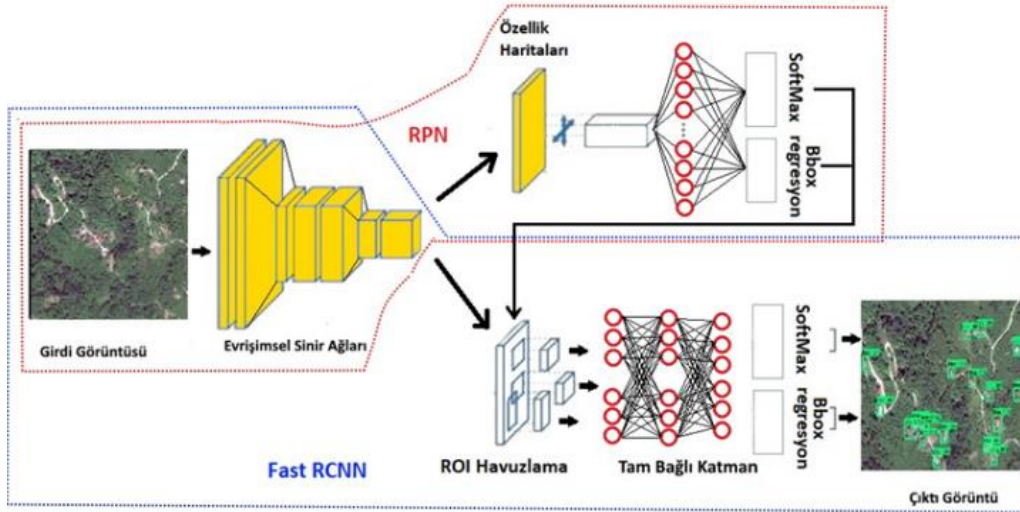 Özellik
Haritaları
RPN
SoftMax
Bbox
regresyon
Girdi Görüntüsü
Evrişimsel Sinir Ağları
SoftMax
Bbox
regresyon
Fast RCNN
ROI Havuzlama
Tam Bağlı Katman
Çıktı Görüntü